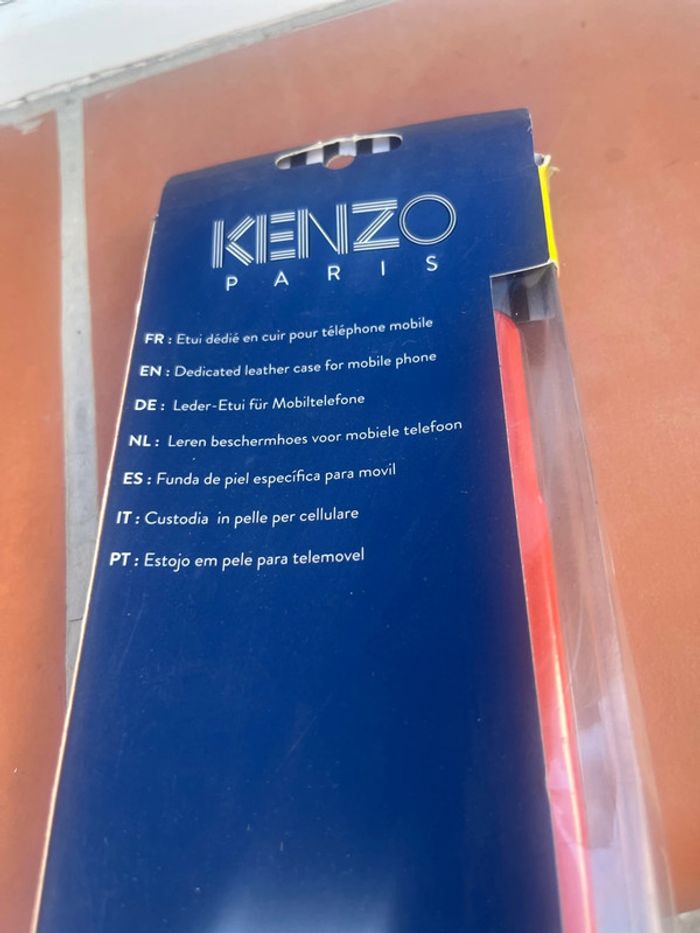 KENZO
PARIS
FR : Etui dédié en cuir pour téléphone mobile
EN : Dedicated leather case for mobile phone
DE : Leder-Etui für Mobiltelefone
NL : Leren beschermhoes voor mobiele telefoon
ES : Funda de piel específica para movil
IT : Custodia in pelle per cellulare
PT : Estojo em pele para telemovel